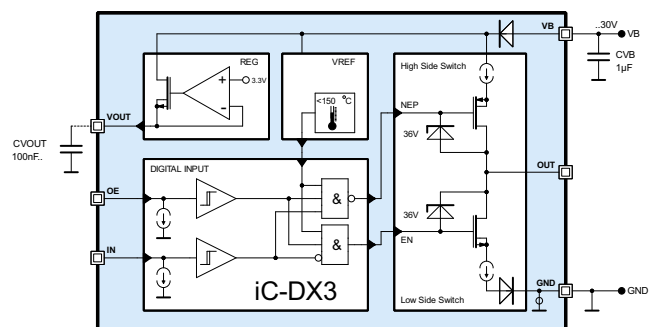 ..30V
VB
VB
REG
VREF
High Side Switch
CVB
1µF
3.3V
<150 °C
NEP
VOUT
36V
CVOUT
100nF..
DIGITAL INPUT
OUT
OE
&
36V
IN
&
EN
iC-DX3
GND
GND
Low Side Switch